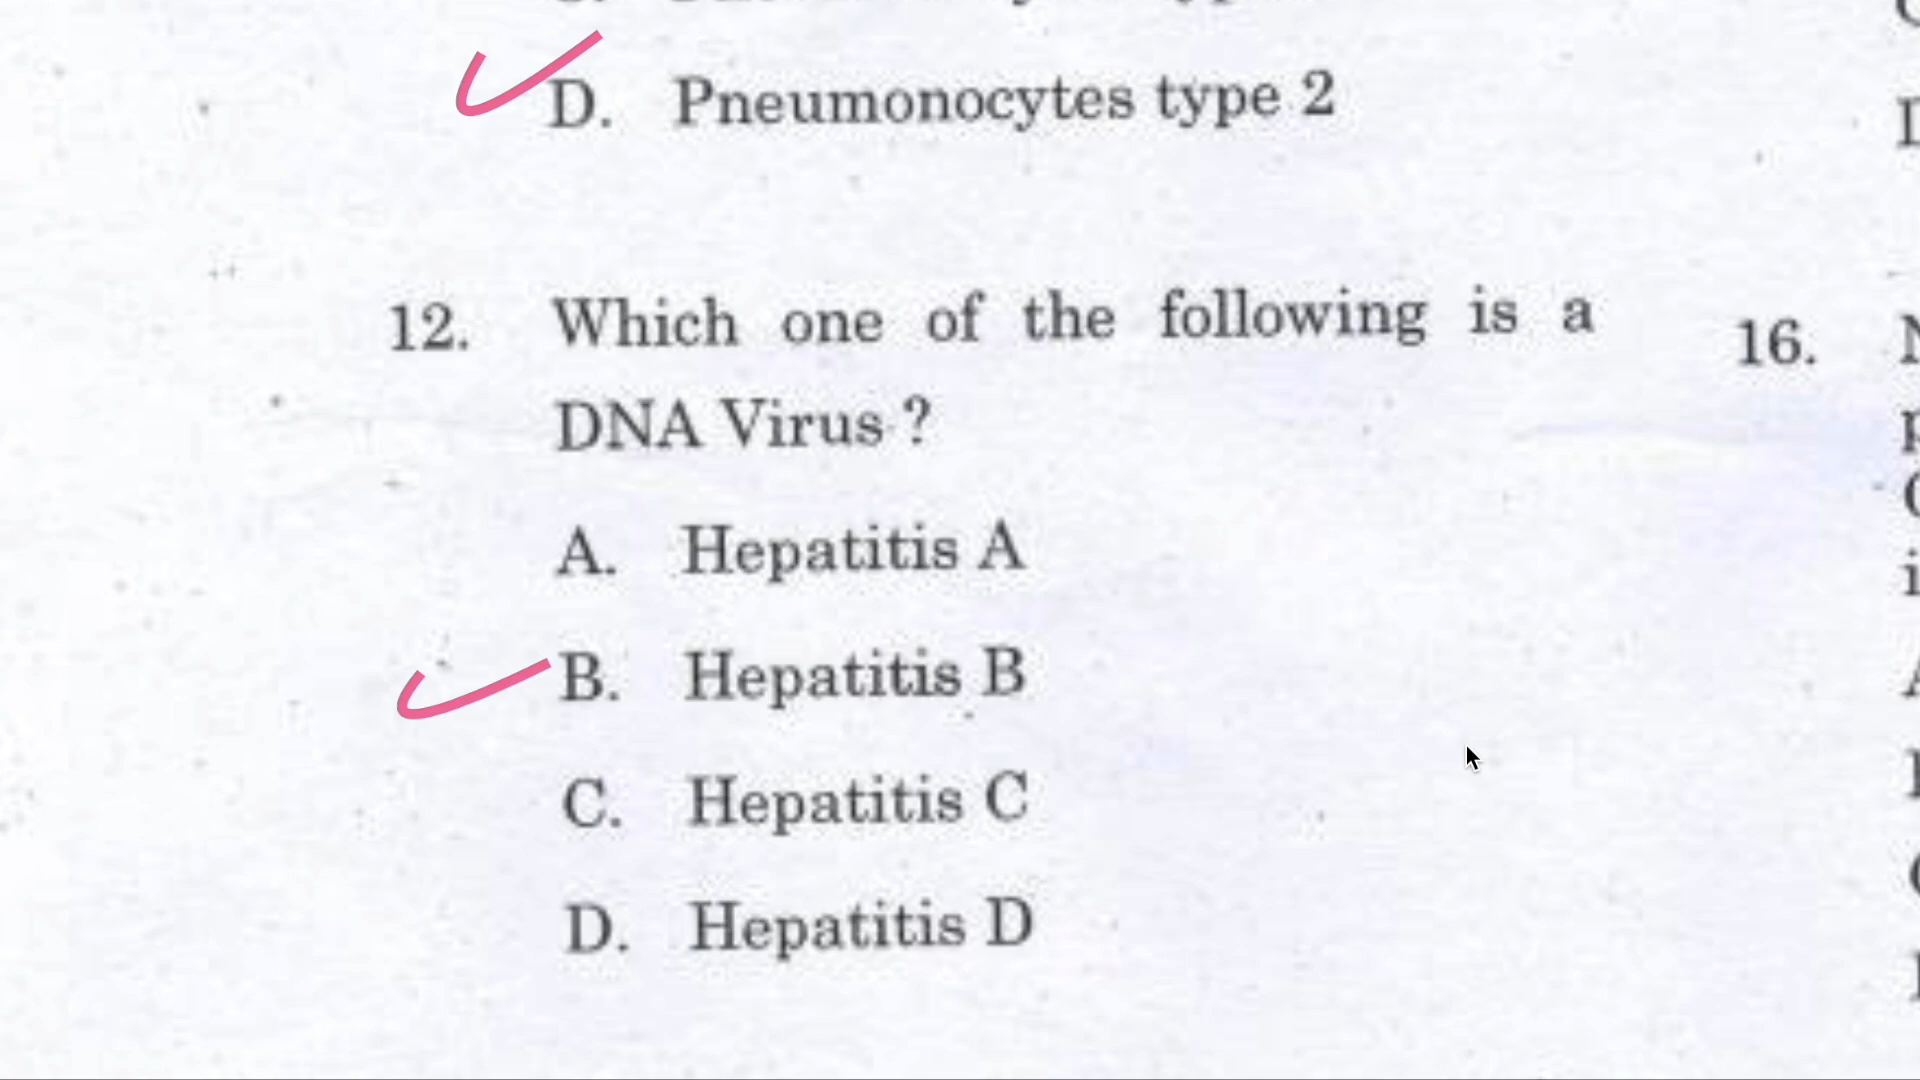 D. Pneumonocytes type 2
12. Which one of the following is a
DNA Virus ?
A. Hepatitis A
B. Hepatitis B
C. Hepatitis C
D. Hepatitis D
16.